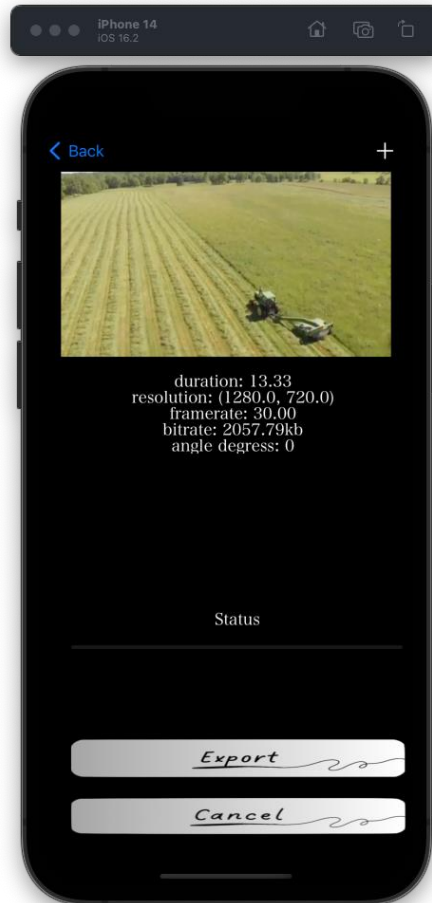 iPhone 14
iOS 16.2
Back
duration: 13.33
resolution: (1280.0, 720.0)
framerate: 30.00
bitrate: 2057.79kb
angle degress: 0
Status
Export
Cancel